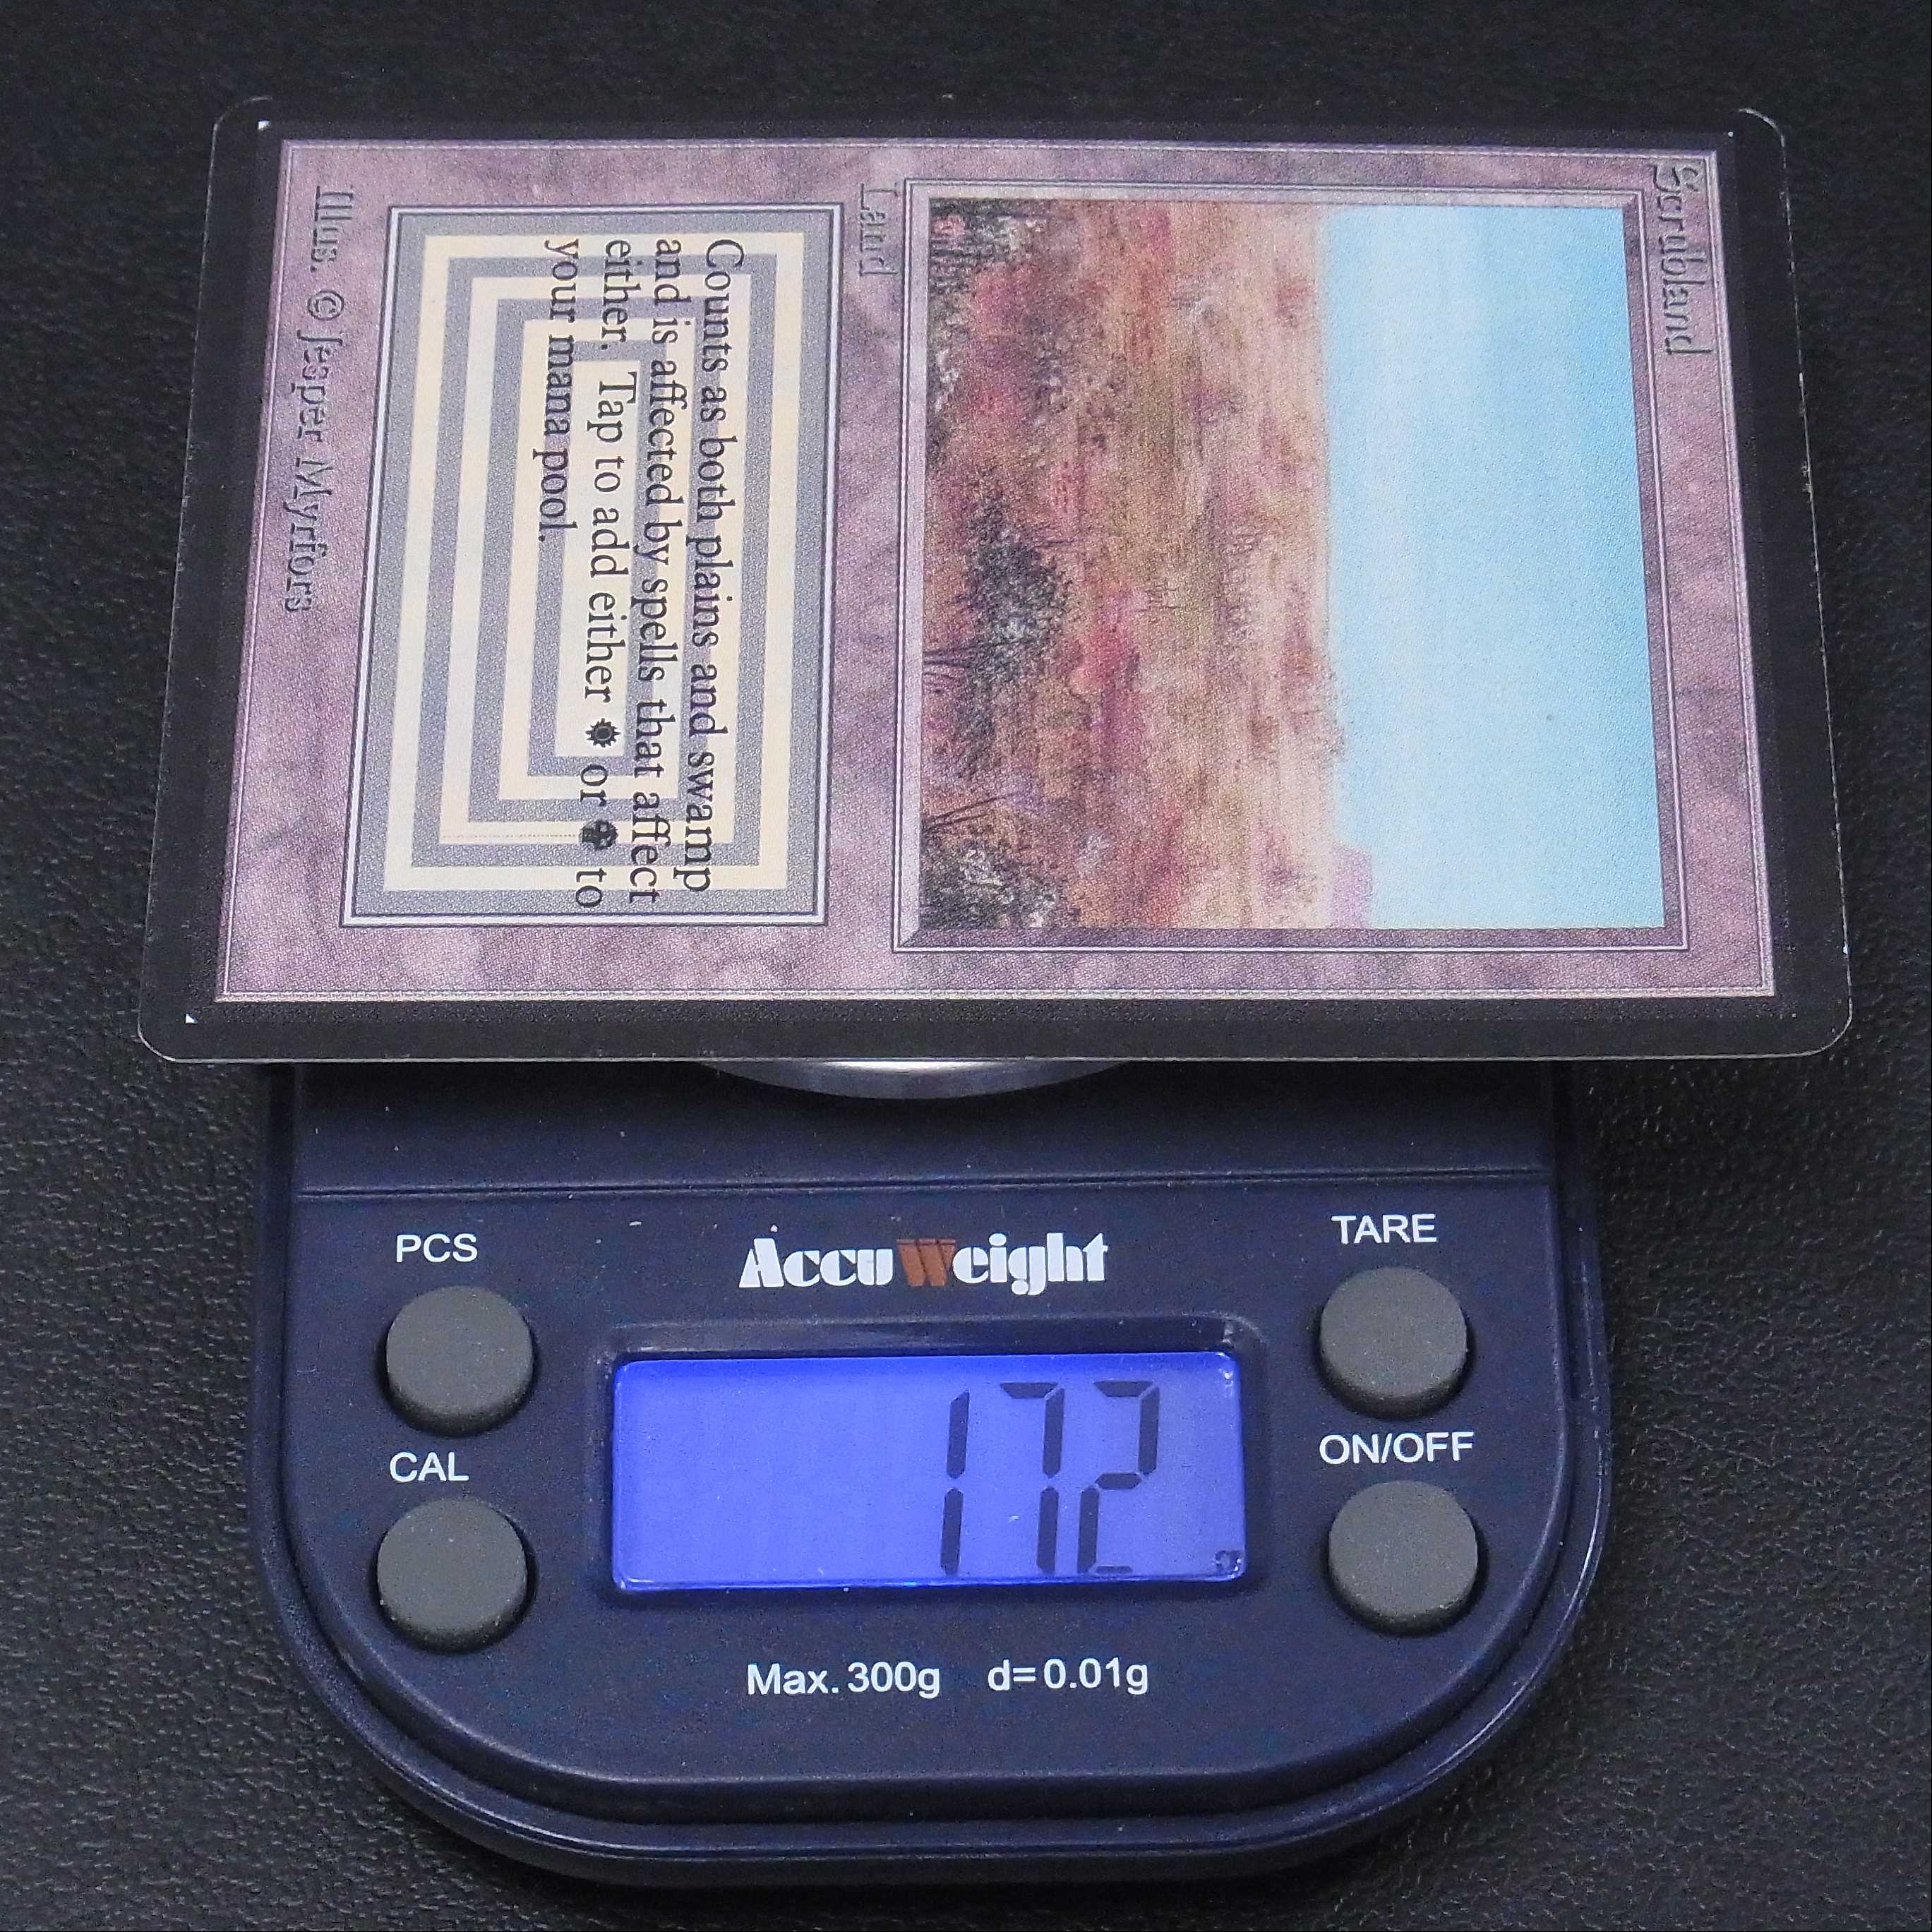 Scrubland
Land
Counts as both plains and swamp
and is affected by spells that affect
either. Tap to add either or to
your mana pool.
Illus. © Jesper Myrfors
PCS
AccuWeight
TARE
CAL
172 g
ON/OFF
Max. 300g d=0.01g